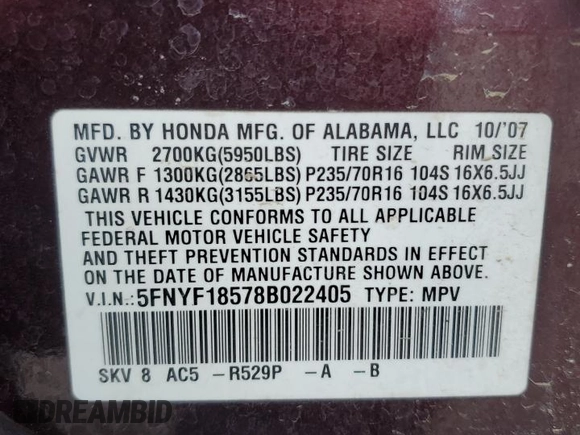 MFD. BY HONDA MFG. OF ALABAMA, LLC 10/'07
GVWR 2700KG(5950LBS) TIRE SIZE RIM SIZE
GAWR F 1300KG(2865LBS) P235/70R16 104S 16X6.5JJ
GAWR R 1430KG(3155LBS) P235/70R16 104S 16X6.5JJ
THIS VEHICLE CONFORMS TO ALL APPLICABLE
FEDERAL MOTOR VEHICLE SAFETY
AND THEFT PREVENTION STANDARDS IN EFFECT
ON THE DATE OF MANUFACTURE SHOWN ABOVE.
V.I.N.: 5FNYF18578B022405 TYPE: MPV
SKV 8 AC5 -R529P -A -B
DREAMBID